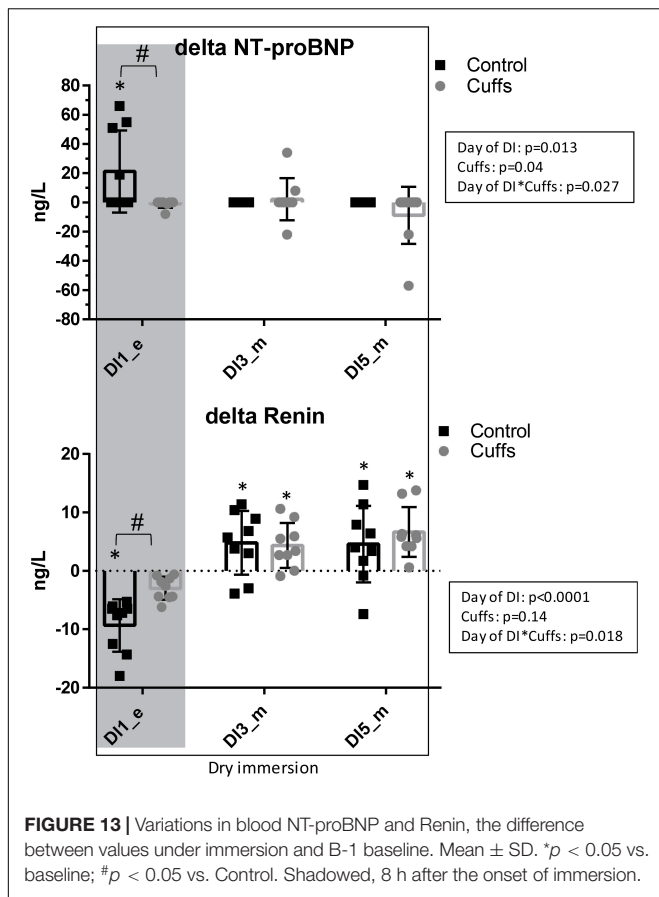 delta NT-proBNP
#
*
Control
Cuffs
80
60
40
20
0
-20
-40
-60
-80
ng/L
Day of DI: p=0.013
Cuffs: p=0.04
Day of DI*Cuffs: p=0.027
DI1_e
DI3_m
DI5_m
delta Renin
Control
Cuffs
20
10
0
-10
-20
ng/L
#
*
*
*
*
*
Day of DI: p<0.0001
Cuffs: p=0.14
Day of DI*Cuffs: p=0.018
DI1_e
DI3_m
DI5_m
Dry immersion
FIGURE 13 | Variations in blood NT-proBNP and Renin, the difference
between values under immersion and B-1 baseline. Mean ± SD. *p < 0.05 vs.
baseline; #p < 0.05 vs. Control. Shadowed, 8 h after the onset of immersion.